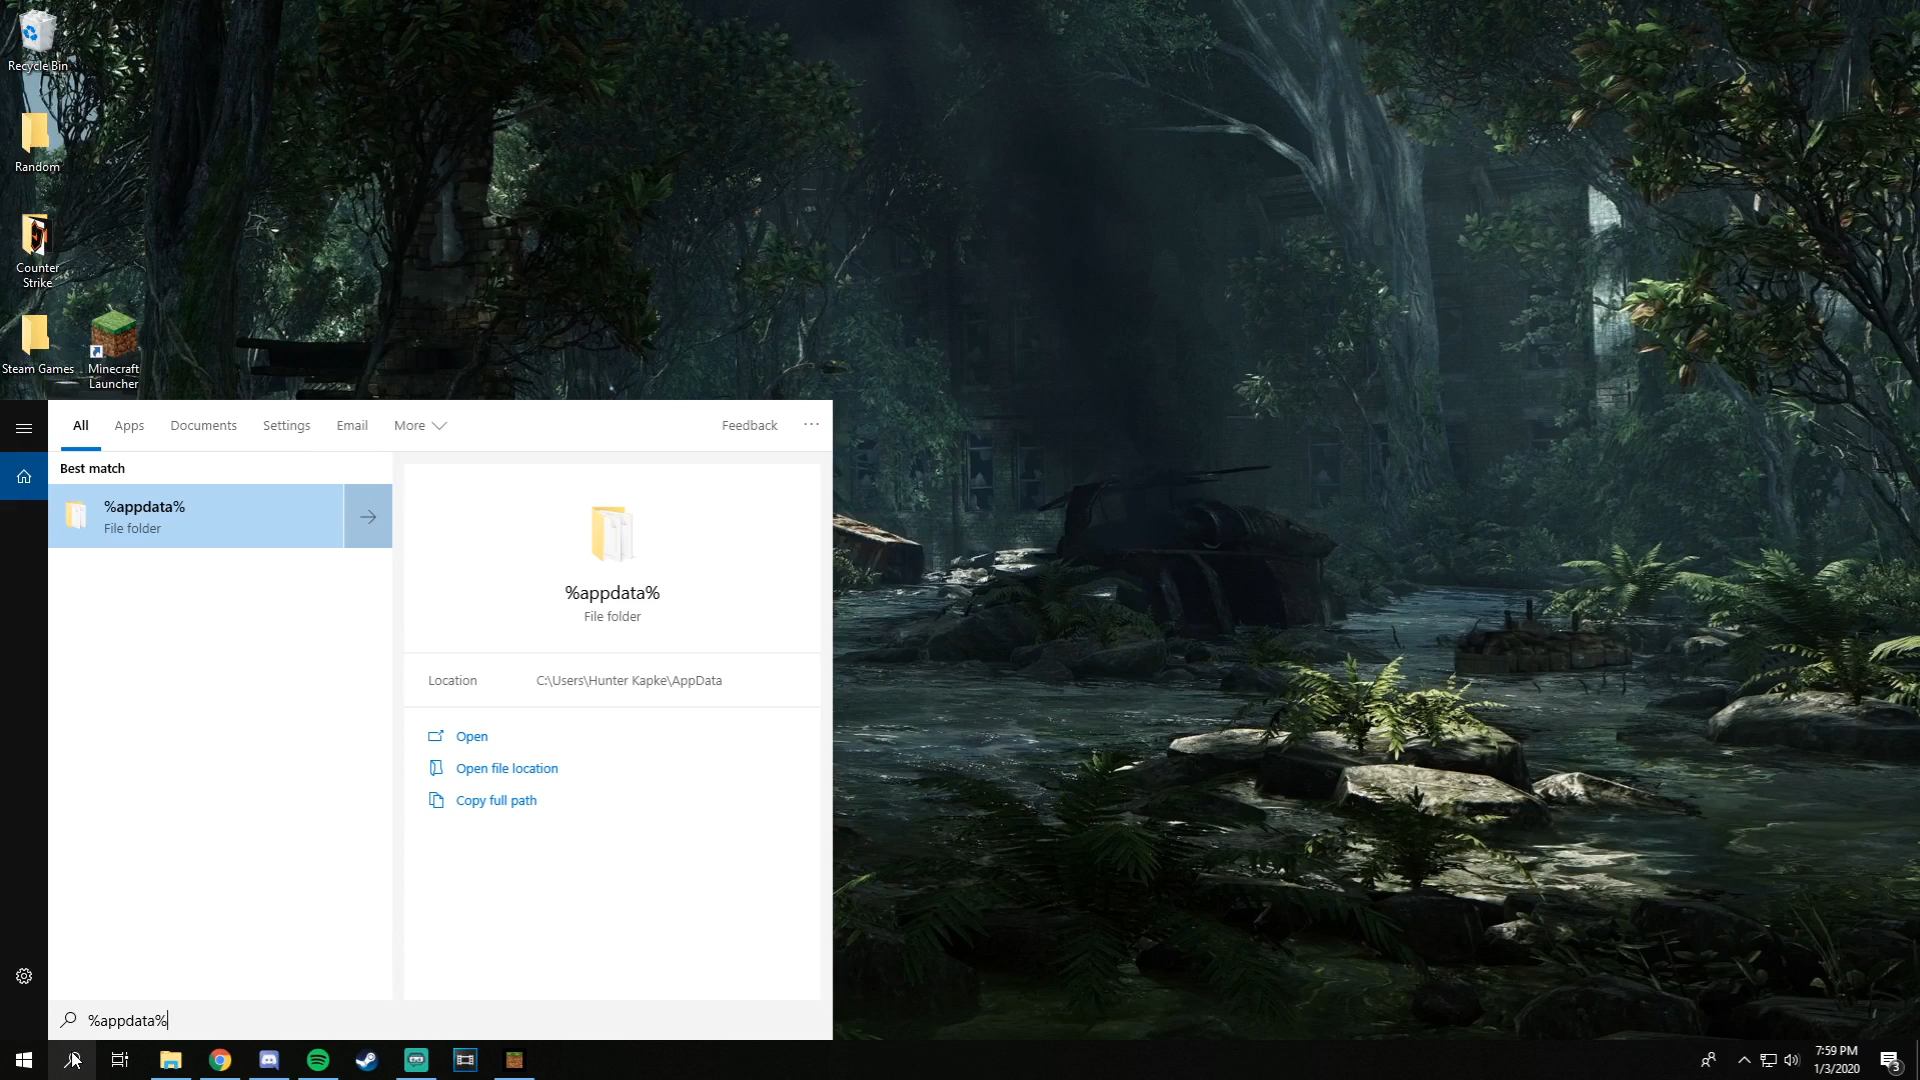 Recycle Bin
Random
Counter
Strike
Steam Games
Minecraft
Launcher
All
Apps
Documents
Settings
Email
More
Feedback
...
Best match
%appdata%
File folder
%appdata%
File folder
Location
C:\Users\Hunter Kapke\AppData
Open
Open file location
Copy full path
%appdata%
7:59 PM
1/3/2020
3